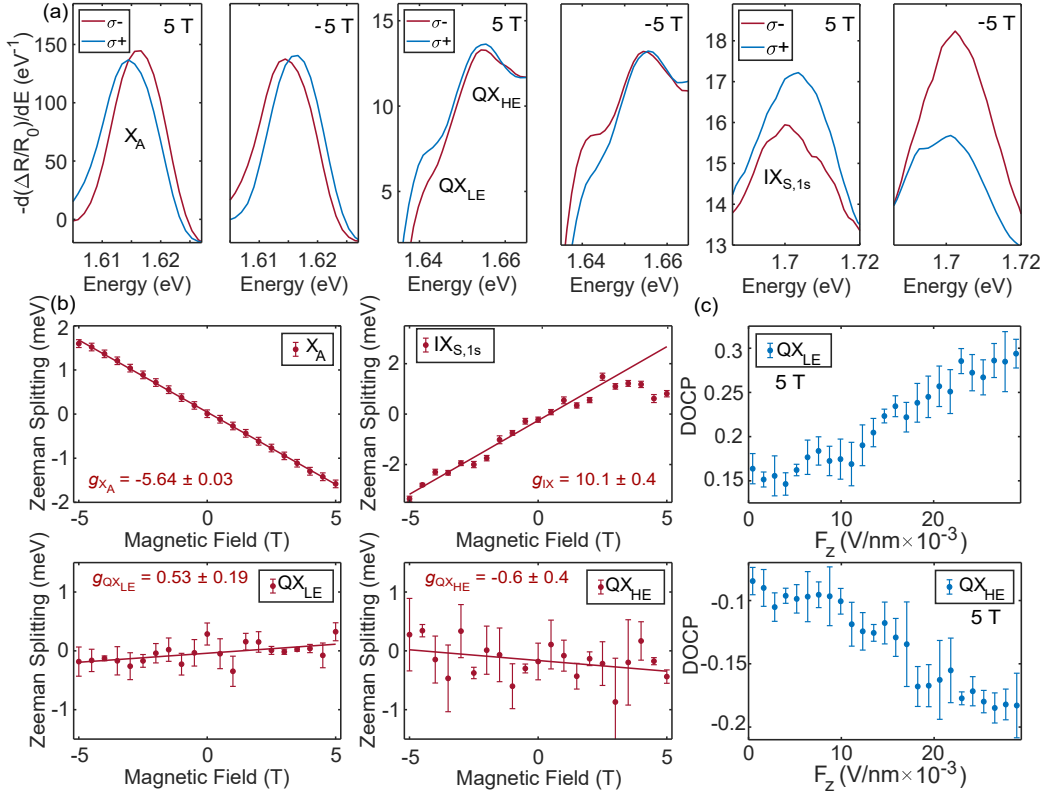 (a)
-d(ΔR/R0)/dE (eV-1)
150
100
50
0
σ-
σ+
5 T
XA
1.61
1.62
Energy (eV)
-5 T
1.61
1.62
Energy (eV)
σ-
σ+
5 T
QXHE
QXLE
15
10
5
1.64
1.66
Energy (eV)
-5 T
1.64
1.66
Energy (eV)
σ-
σ+
5 T
IXS,1s
18
17
16
15
14
13
1.7
1.72
Energy (eV)
-5 T
1.7
1.72
Energy (eV)
(b)
Zeeman Splitting (meV)
2
1
0
-1
-2
XA
gXA = -5.64 ± 0.03
-5
0
5
Magnetic Field (T)
Zeeman Splitting (meV)
2
0
-2
IXS,1s
gIX = 10.1 ± 0.4
-5
0
5
Magnetic Field (T)
(c)
DOCP
0.3
0.25
0.2
0.15
QXLE
5 T
0
10
20
Fz (V/nm×10-3)
Zeeman Splitting (meV)
1
0
-1
gQXLE = 0.53 ± 0.19
QXLE
-5
0
5
Magnetic Field (T)
Zeeman Splitting (meV)
1
0
-1
gQXHE = -0.6 ± 0.4
QXHE
-5
0
5
Magnetic Field (T)
DOCP
-0.1
-0.15
-0.2
QXHE
5 T
0
10
20
Fz (V/nm×10-3)